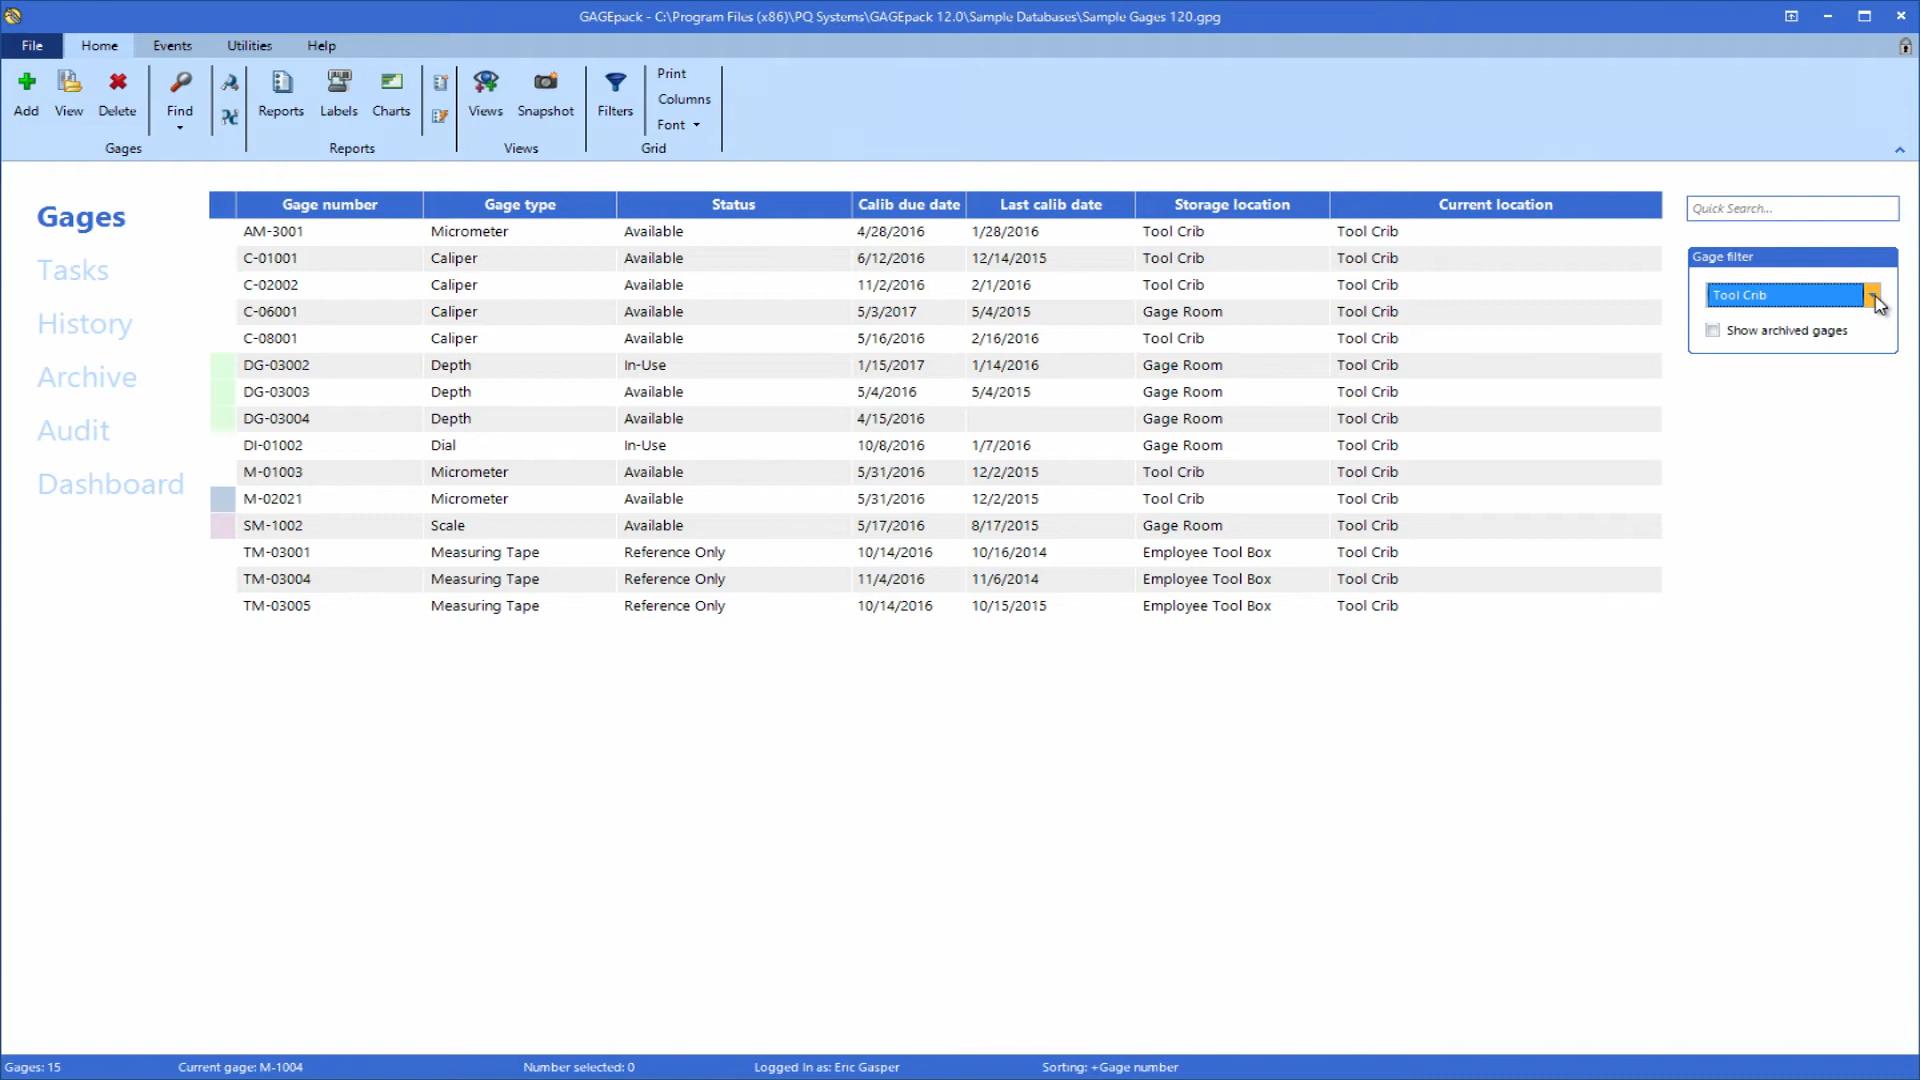 GAGEpack - C:\Program Files (x86)\PQ Systems\GAGEpack 12.0\Sample Databases\Sample Gages 120.gpg
File Home Events Utilities Help
Add View Delete Find Reports Labels Charts Views Snapshot Filters
Print
Columns
Font
Gages Reports Views Grid
Gages
Tasks
History
Archive
Audit
Dashboard
Gage number Gage type Status Calib due date Last calib date Storage location Current location
AM-3001 Micrometer Available 4/28/2016 1/28/2016 Tool Crib Tool Crib
C-01001 Caliper Available 6/12/2016 12/14/2015 Tool Crib Tool Crib
C-02002 Caliper Available 11/2/2016 2/1/2016 Tool Crib Tool Crib
C-06001 Caliper Available 5/3/2017 5/4/2015 Gage Room Tool Crib
C-08001 Caliper Available 5/16/2016 2/16/2016 Tool Crib Tool Crib
DG-03002 Depth In-Use 1/15/2017 1/14/2016 Gage Room Tool Crib
DG-03003 Depth Available 5/4/2016 5/4/2015 Gage Room Tool Crib
DG-03004 Depth Available 4/15/2016 Gage Room Tool Crib
DI-01002 Dial In-Use 10/8/2016 1/7/2016 Gage Room Tool Crib
M-01003 Micrometer Available 5/31/2016 12/2/2015 Tool Crib Tool Crib
M-02021 Micrometer Available 5/31/2016 12/2/2015 Tool Crib Tool Crib
SM-1002 Scale Available 5/17/2016 8/17/2015 Gage Room Tool Crib
TM-03001 Measuring Tape Reference Only 10/14/2016 10/16/2014 Employee Tool Box Tool Crib
TM-03004 Measuring Tape Reference Only 11/4/2016 11/6/2014 Employee Tool Box Tool Crib
TM-03005 Measuring Tape Reference Only 10/14/2016 10/15/2015 Employee Tool Box Tool Crib
Quick Search...
Gage filter
Tool Crib
Show archived gages
Gages: 15 Current gage: M-1004 Number selected: 0 Logged In as: Eric Gasper Sorting: +Gage number